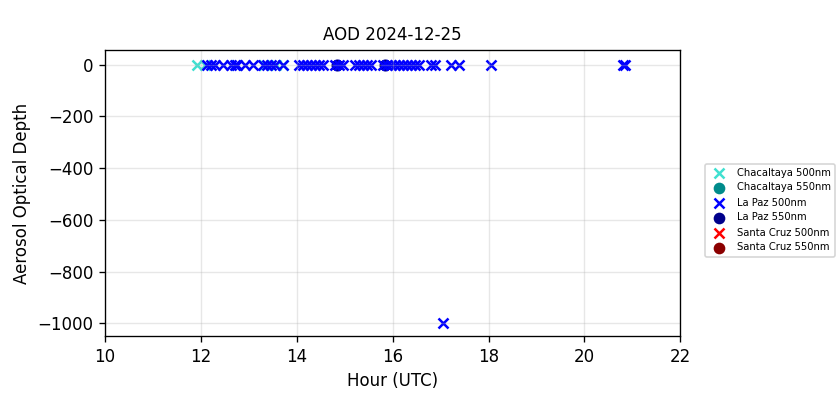 AOD 2024-12-25
Aerosol Optical Depth
0
−200
−400
−600
−800
−1000
10 12 14 16 18 20 22
Hour (UTC)
Chacaltaya 500nm
Chacaltaya 550nm
La Paz 500nm
La Paz 550nm
Santa Cruz 500nm
Santa Cruz 550nm